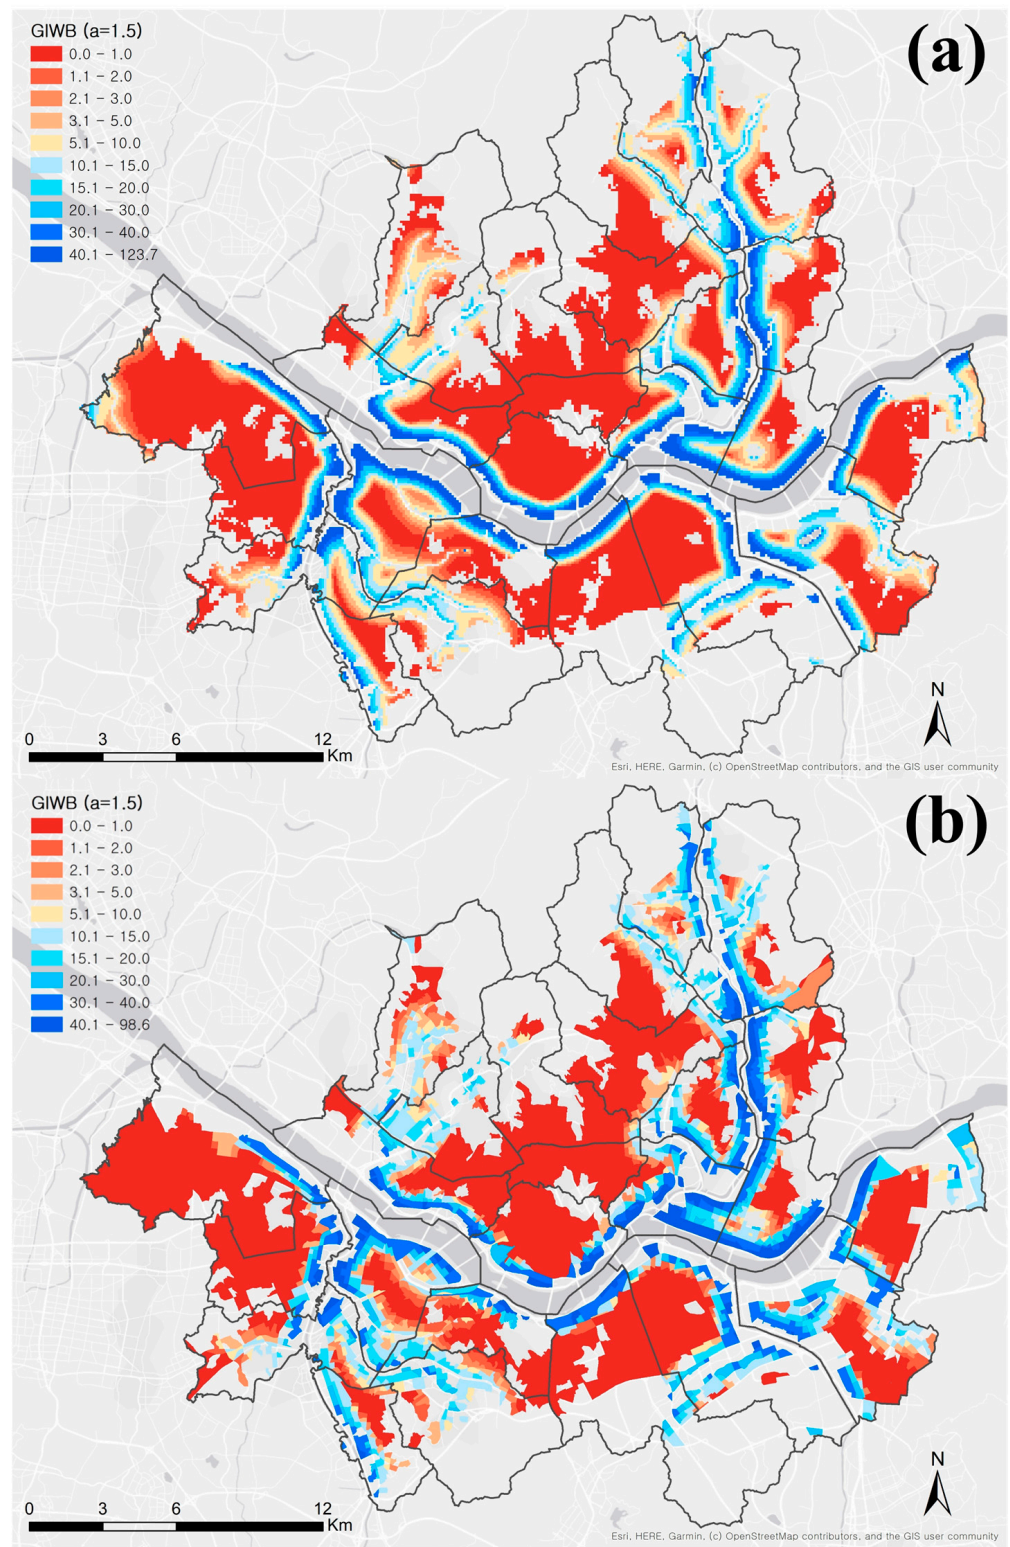 GIWB (a=1.5)
(a)
0.0 – 1.0
1.1 – 2.0
2.1 – 3.0
3.1 – 5.0
5.1 – 10.0
10.1 – 15.0
15.1 – 20.0
20.1 – 30.0
30.1 – 40.0
40.1 – 123.7
N
0 3 6 12
Km
Esri, HERE, Garmin, (c) OpenStreetMap contributors, and the GIS user community
GIWB (a=1.5)
(b)
0.0 – 1.0
1.1 – 2.0
2.1 – 3.0
3.1 – 5.0
5.1 – 10.0
10.1 – 15.0
15.1 – 20.0
20.1 – 30.0
30.1 – 40.0
40.1 – 98.6
N
0 3 6 12
Km
Esri, HERE, Garmin, (c) OpenStreetMap contributors, and the GIS user community